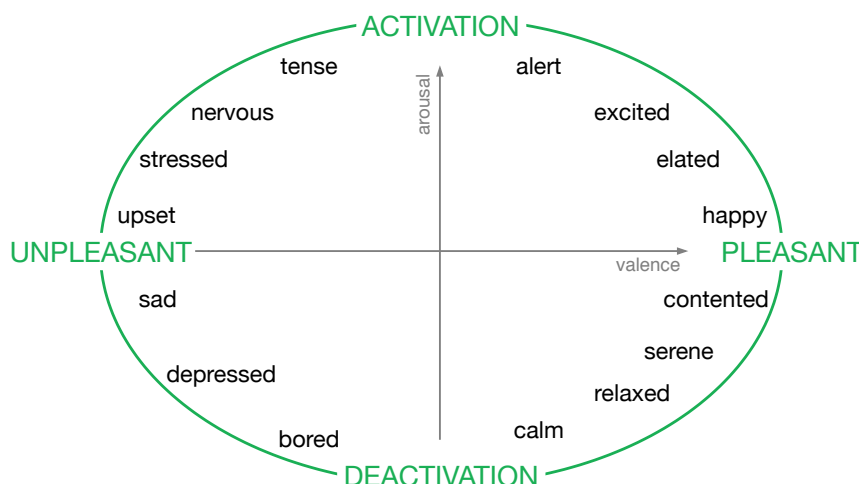 ACTIVATION
tense
alert
arousal
nervous
excited
stressed
elated
upset
happy
UNPLEASANT
PLEASANT
valence
sad
contented
serene
depressed
relaxed
bored
calm
DEACTIVATION